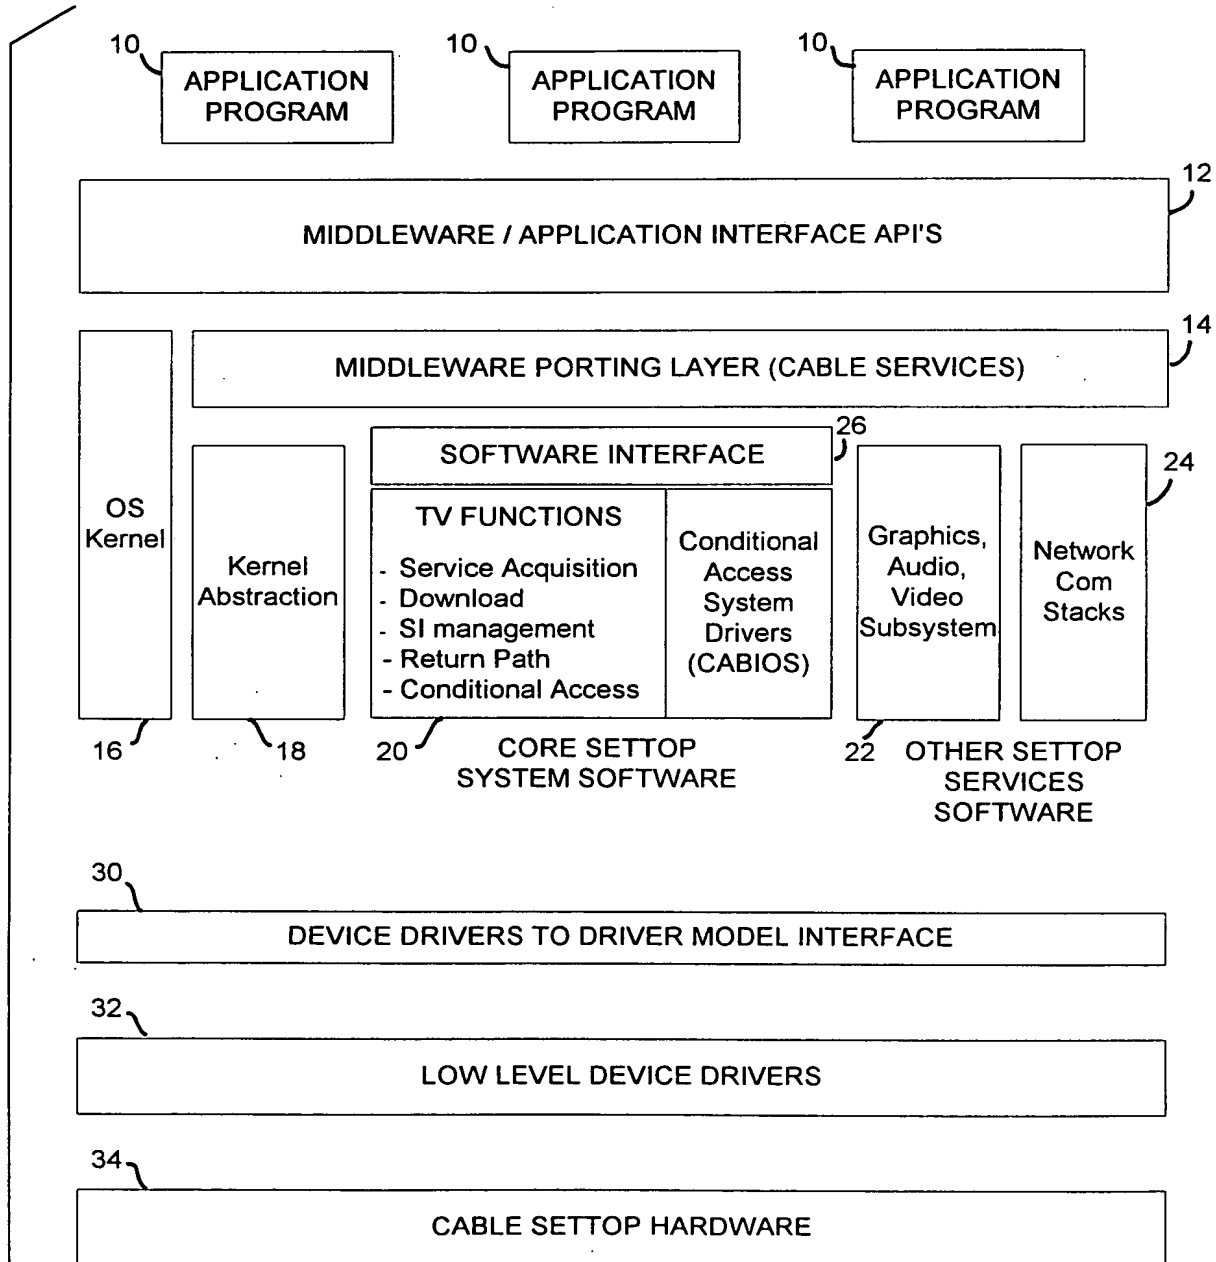 10
10
10
APPLICATION
PROGRAM
APPLICATION
PROGRAM
APPLICATION
PROGRAM
12
MIDDLEWARE / APPLICATION INTERFACE API'S
14
MIDDLEWARE PORTING LAYER (CABLE SERVICES)
26
SOFTWARE INTERFACE
24
OS
Kernel
Kernel
Abstraction
TV FUNCTIONS
- Service Acquisition
- Download
- SI management
- Return Path
- Conditional Access
Conditional
Access
System
Drivers
(CABIOS)
Graphics,
Audio,
Video
Subsystem
Network
Com
Stacks
16
18
20
CORE SETTOP
SYSTEM SOFTWARE
22
OTHER SETTOP
SERVICES
SOFTWARE
30
DEVICE DRIVERS TO DRIVER MODEL INTERFACE
32
LOW LEVEL DEVICE DRIVERS
34
CABLE SETTOP HARDWARE